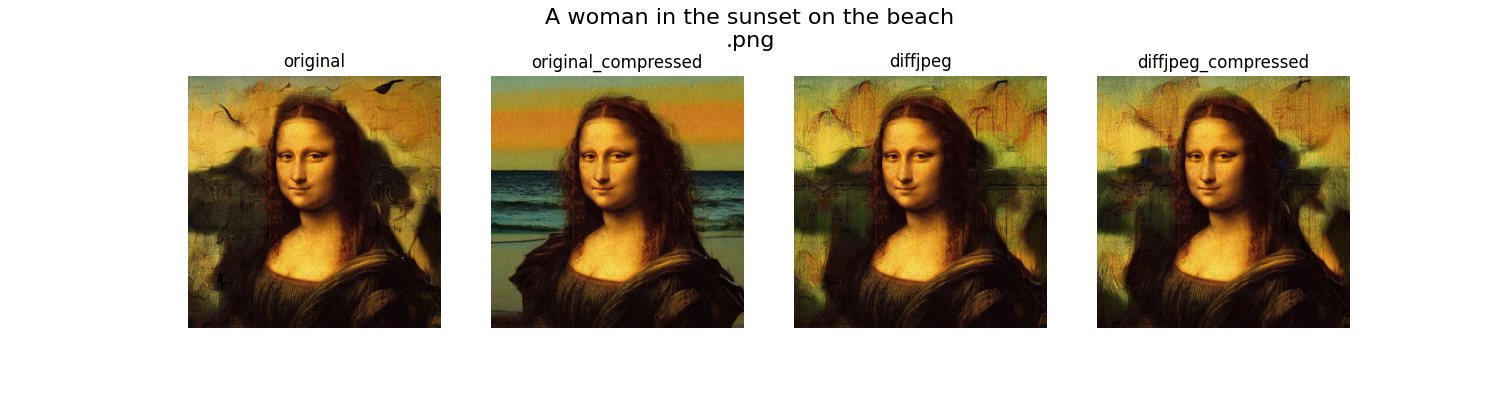 A woman in the sunset on the beach
.png
original
original_compressed
diffjpeg
diffjpeg_compressed